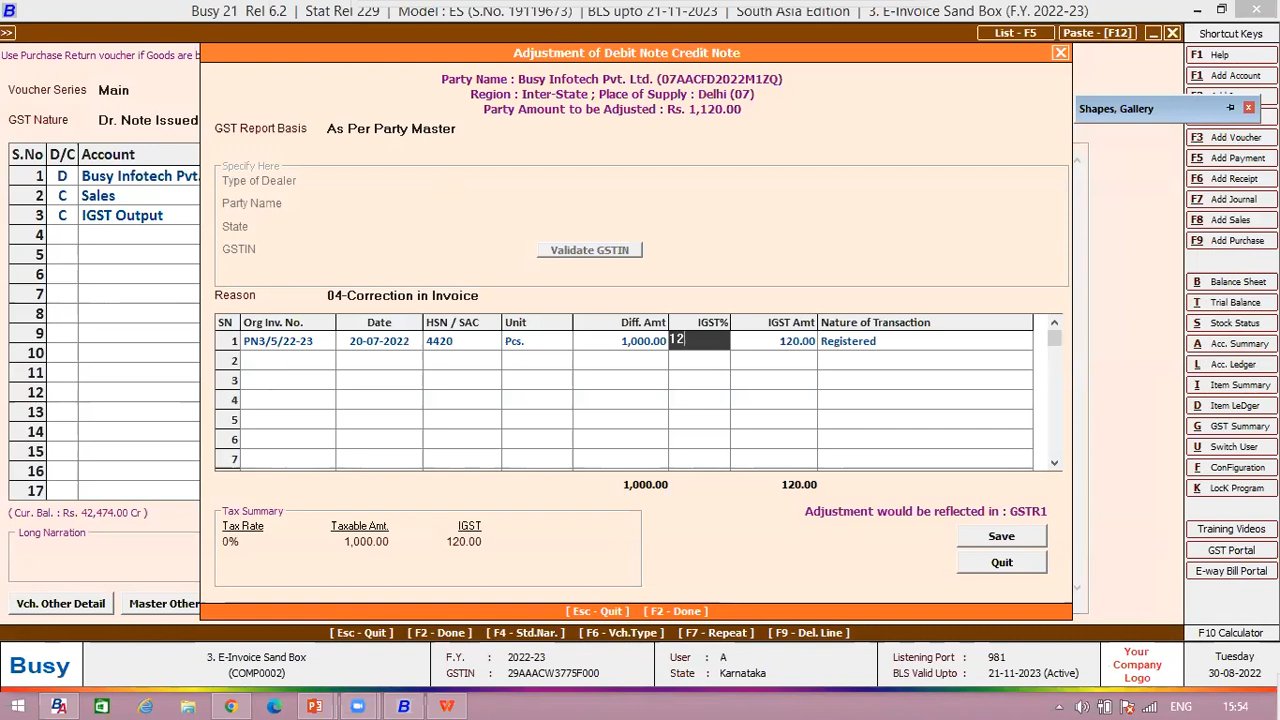 Busy 21 Rel 6.2 | Stat Rel 229 | Model : ES (S.No. 19119673) | BLS upto 21-11-2023 | South Asia Edition | 3. E-Invoice Sand Box (F.Y. 2022-23)
>> List - F5 Paste - [F12]
Shortcut Keys
Use Purchase Return voucher if Goods are b
Voucher Series Main
GST Nature Dr. Note Issued
S.No D/C Account
1 D Busy Infotech Pvt.
2 C Sales
3 C IGST Output
4
5
6
7
8
9
10
11
12
13
14
15
16
17
( Cur. Bal. : Rs. 42,474.00 Cr )
Long Narration
Vch. Other Detail Master Other
Adjustment of Debit Note Credit Note
Party Name : Busy Infotech Pvt. Ltd. (07AACFD2022M1ZQ)
Region : Inter-State ; Place of Supply : Delhi (07)
Party Amount to be Adjusted : Rs. 1,120.00
GST Report Basis As Per Party Master
Specify Here
Type of Dealer
Party Name
State
GSTIN Validate GSTIN
Reason 04-Correction in Invoice
SN Org Inv. No. Date HSN / SAC Unit Diff. Amt IGST% IGST Amt Nature of Transaction
1 PN3/5/22-23 20-07-2022 4420 Pcs. 1,000.00 12 120.00 Registered
2
3
4
5
6
7
1,000.00 120.00
Tax Summary
Tax Rate Taxable Amt. IGST
0% 1,000.00 120.00
Adjustment would be reflected in : GSTR1
Save
Quit
[ Esc - Quit ] [ F2 - Done ]
Shapes, Gallery
F1 Help
F1 Add Account
F3 Add Voucher
F5 Add Payment
F6 Add Receipt
F7 Add Journal
F8 Add Sales
F9 Add Purchase
B Balance Sheet
T Trial Balance
S Stock Status
A Acc. Summary
L Acc. Ledger
I Item Summary
D Item LeDger
G GST Summary
U Switch User
F ConFiguration
K LocK Program
Training Videos
GST Portal
E-way Bill Portal
F10 Calculator
[ Esc - Quit ] [ F2 - Done ] [ F4 - Std.Nar. ] [ F6 - Vch.Type ] [ F7 - Repeat ] [ F9 - Del. Line ]
Busy
3. E-Invoice Sand Box
(COMP0002)
F.Y. : 2022-23
GSTIN : 29AAACW3775F000
User : A
State : Karnataka
Listening Port : 981
BLS Valid Upto : 21-11-2023 (Active)
Your
Company
Logo
Tuesday
30-08-2022
ENG 15:54